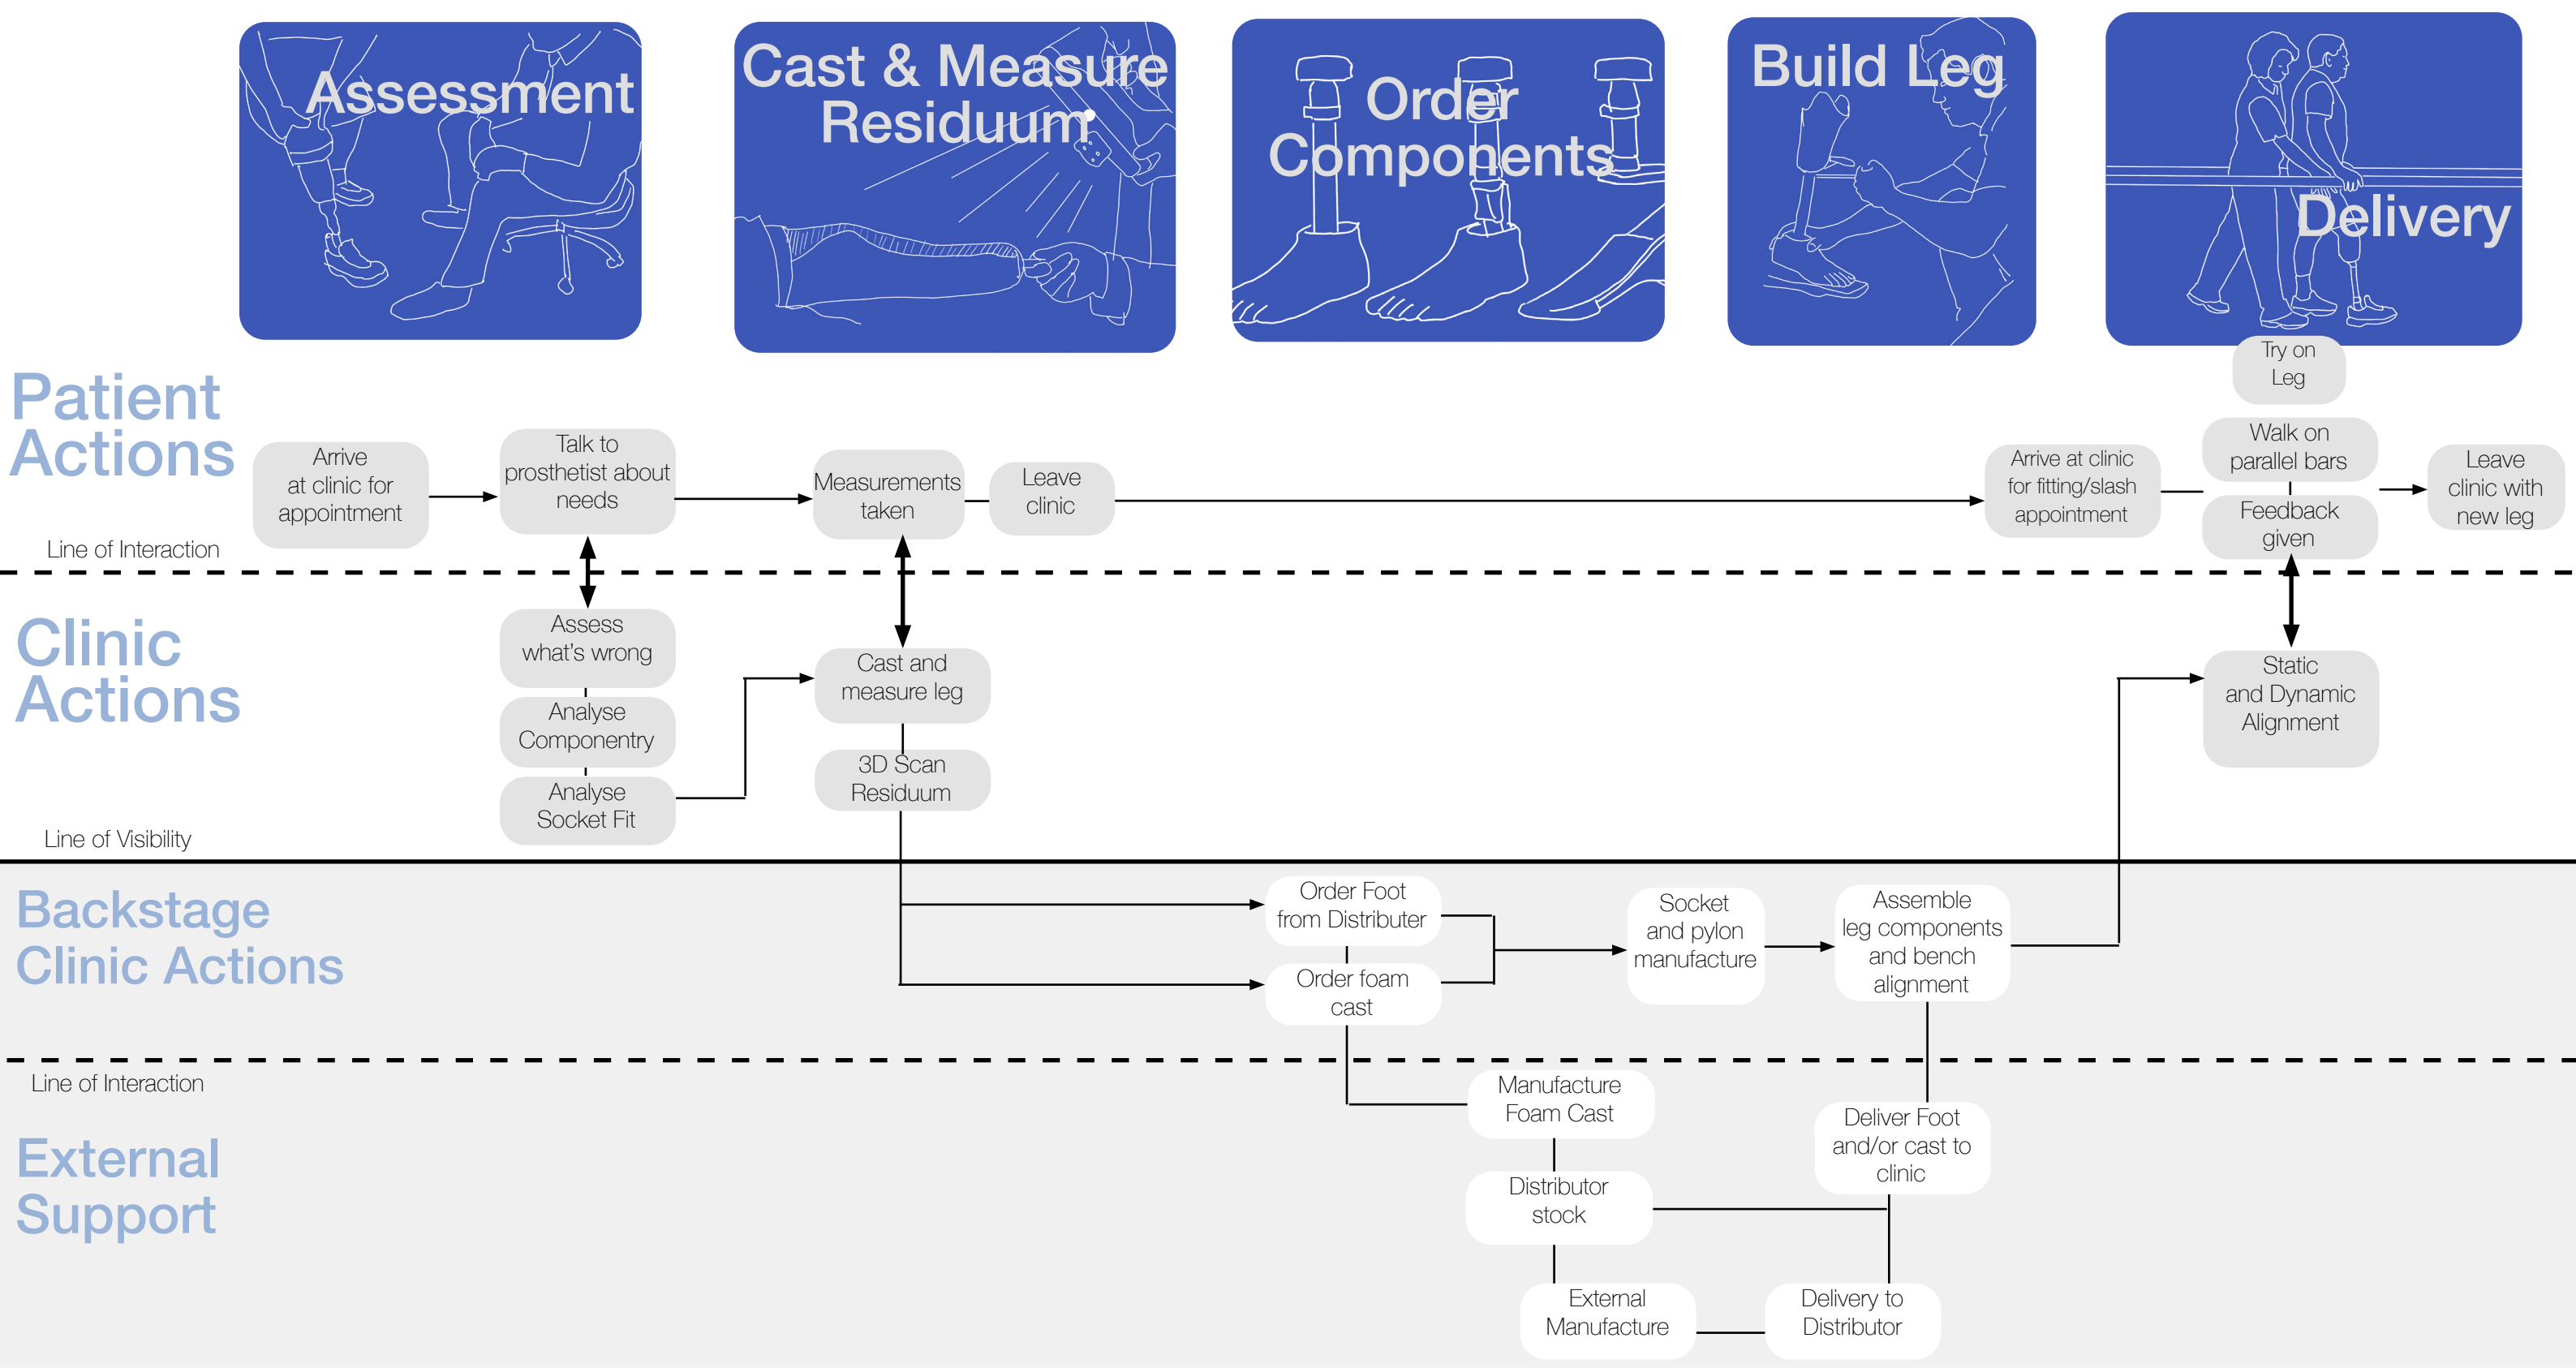 Assessment
Cast & Measure
Residuum
Order
Components
Build Leg
Delivery
Patient
Actions
Arrive
at clinic for
appointment
Talk to
prosthetist about
needs
Measurements
taken
Leave
clinic
Arrive at clinic
for fitting/slash
appointment
Try on
Leg
Walk on
parallel bars
Feedback
given
Leave
clinic with
new leg
Line of Interaction
Clinic
Actions
Assess
what's wrong
Analyse
Componentry
Analyse
Socket Fit
Cast and
measure leg
3D Scan
Residuum
Static
and Dynamic
Alignment
Line of Visibility
Backstage
Clinic Actions
Order Foot
from Distributer
Order foam
cast
Socket
and pylon
manufacture
Assemble
leg components
and bench
alignment
Line of Interaction
External
Support
Manufacture
Foam Cast
Distributor
stock
External
Manufacture
Deliver Foot
and/or cast to
clinic
Delivery to
Distributor